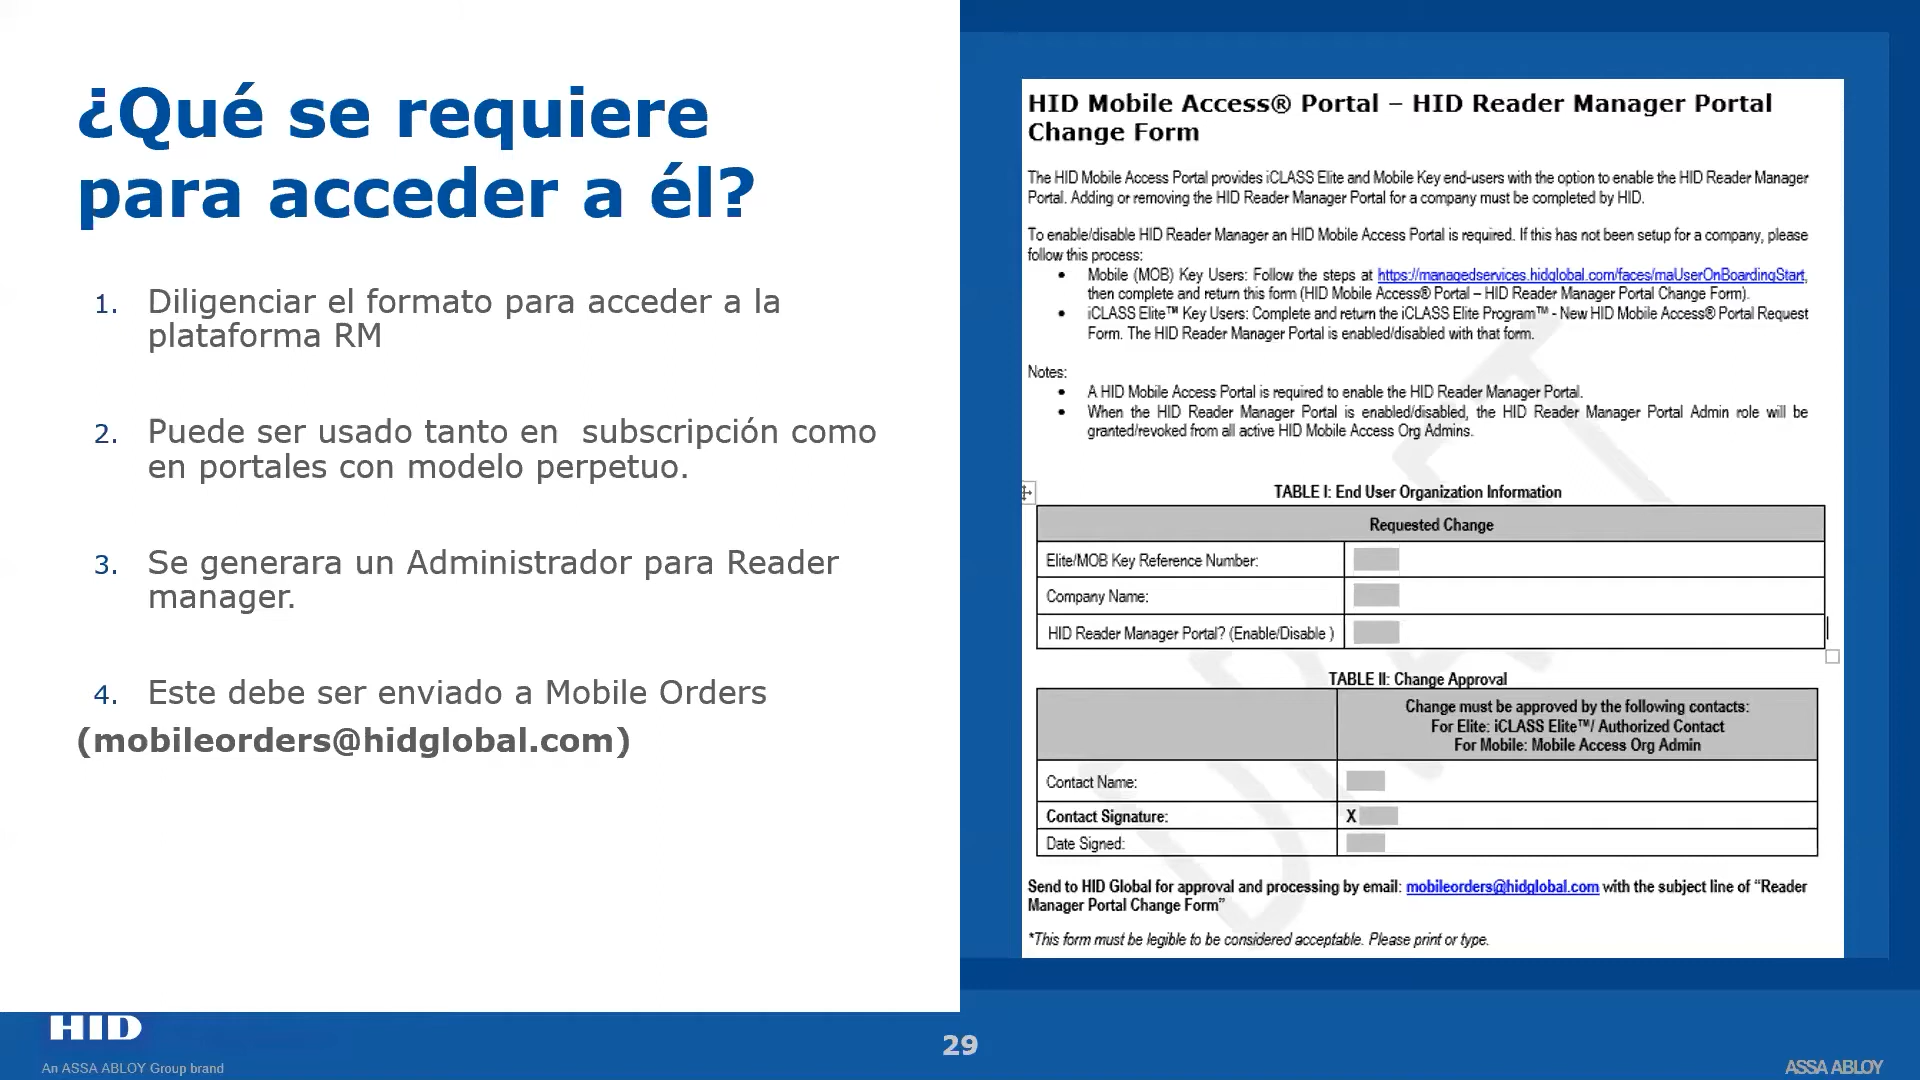 ¿Qué se requiere
para acceder a él?
1. Diligenciar el formato para acceder a la
plataforma RM
2. Puede ser usado tanto en subscripción como
en portales con modelo perpetuo.
3. Se generara un Administrador para Reader
manager.
4. Este debe ser enviado a Mobile Orders
(mobileorders@hidglobal.com)
HID Mobile Access® Portal – HID Reader Manager Portal
Change Form
The HID Mobile Access Portal provides iCLASS Elite and Mobile Key end-users with the option to enable the HID Reader Manager
Portal. Adding or removing the HID Reader Manager Portal for a company must be completed by HID.
To enable/disable HID Reader Manager an HID Mobile Access Portal is required. If this has not been setup for a company, please
follow this process:
• Mobile (MOB) Key Users: Follow the steps at https://managedservices.hidglobal.com/faces/maUserOnBoardingStart,
then complete and return this form (HID Mobile Access® Portal – HID Reader Manager Portal Change Form).
• iCLASS Elite™ Key Users: Complete and return the iCLASS Elite Program™ - New HID Mobile Access® Portal Request
Form. The HID Reader Manager Portal is enabled/disabled with that form.
Notes:
• A HID Mobile Access Portal is required to enable the HID Reader Manager Portal.
• When the HID Reader Manager Portal is enabled/disabled, the HID Reader Manager Portal Admin role will be
granted/revoked from all active HID Mobile Access Org Admins.
TABLE I: End User Organization Information
Requested Change
Elite/MOB Key Reference Number:
Company Name:
HID Reader Manager Portal? (Enable/Disable )
TABLE II: Change Approval
Change must be approved by the following contacts:
For Elite: iCLASS Elite™/ Authorized Contact
For Mobile: Mobile Access Org Admin
Contact Name:
Contact Signature: X
Date Signed:
Send to HID Global for approval and processing by email: mobileorders@hidglobal.com with the subject line of “Reader
Manager Portal Change Form”
*This form must be legible to be considered acceptable. Please print or type.
DRAFT
HID
An ASSA ABLOY Group brand
29
ASSA ABLOY